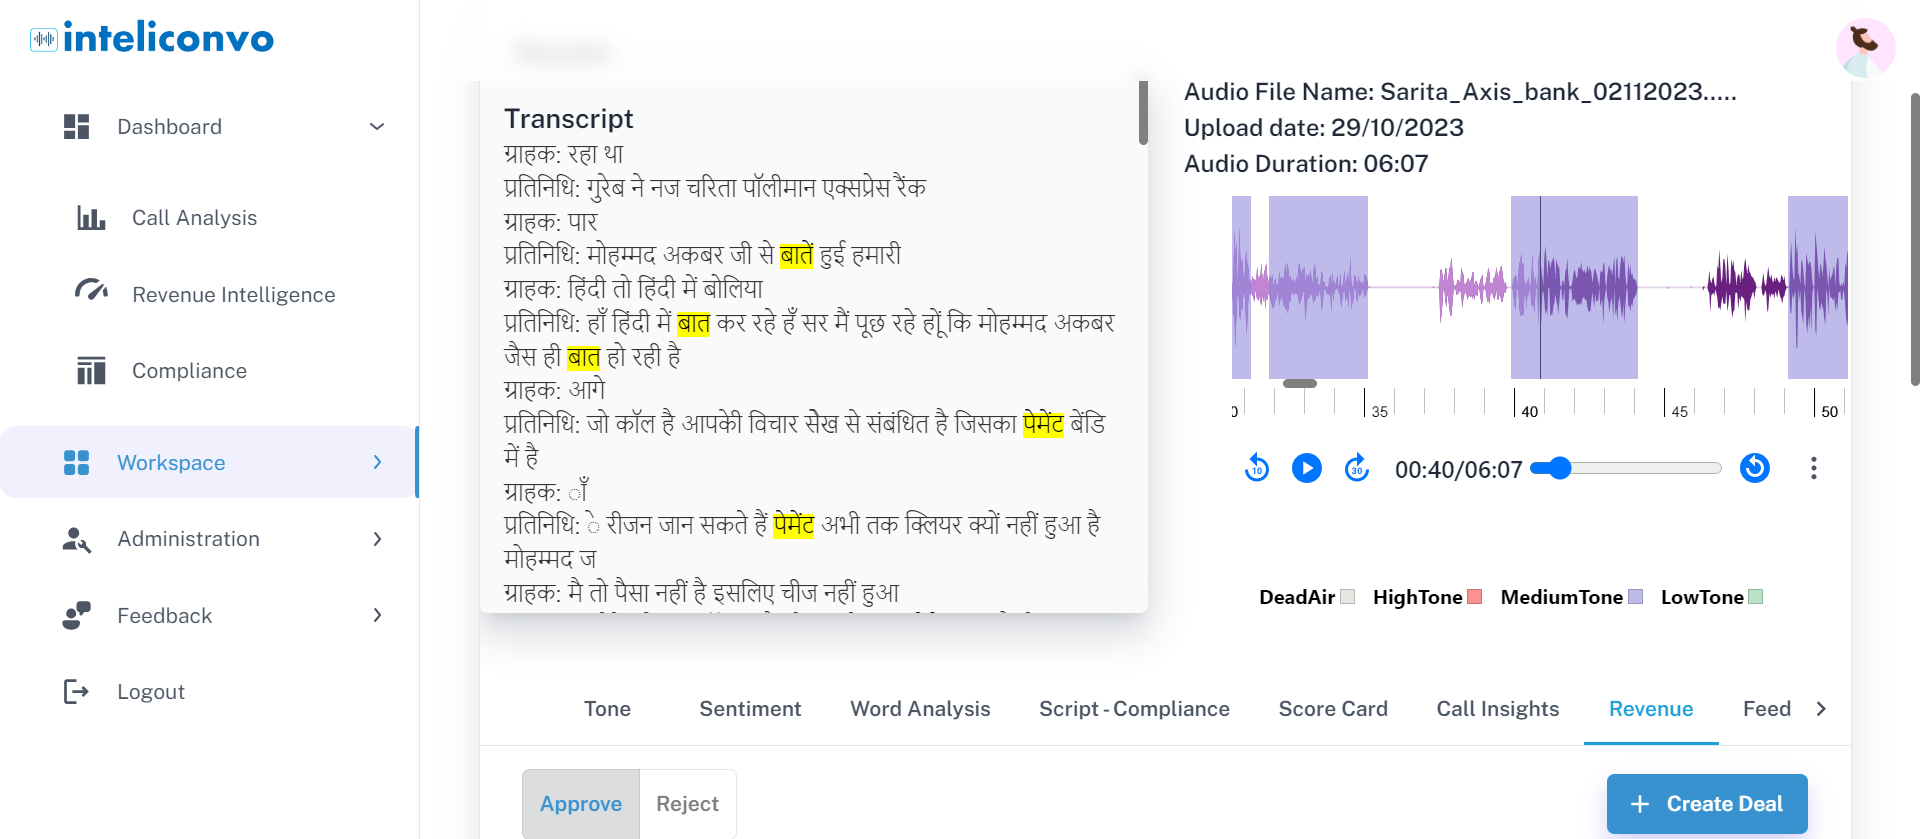 inteliconvo
Dashboard
Call Analysis
Revenue Intelligence
Compliance
Workspace
Administration
Feedback
Logout
Transcript
ग्राहक: रहा था
प्रतिनिधि: गुरेब ने नज चरिता पॉलीमान एक्सप्रेस रैंक
ग्राहक: पार
प्रतिनिधि: मोहम्मद अकबर जी से बातें हुई हमारी
ग्राहक: हिंदी तो हिंदी में बोलिया
प्रतिनिधि: हाँ हिंदी में बात कर रहे हँ सर मैं पूछ रहे हूों कि मोहम्मद अकबर
जैस ही बात हो रही है
ग्राहक: आगे
प्रतिनिधि: जो कॉल है आपकेी विचार सेख से संबंधित है जिसका पेमेंट बेंडि
में है
ग्राहक: ाँ
प्रतिनिधि: े रीजन जान सकते हैं पेमेंट अभी तक क्लियर क्यों नहीं हुआ है
मोहम्मद ज
ग्राहक: मै तो पैसा नहीं है इसलिए चीज नहीं हुआ
Audio File Name: Sarita_Axis_bank_02112023.....
Upload date: 29/10/2023
Audio Duration: 06:07
0 35 40 45 50
10 30 00:40/06:07
DeadAir HighTone MediumTone LowTone
Tone Sentiment Word Analysis Script - Compliance Score Card Call Insights Revenue Feed
Approve Reject + Create Deal